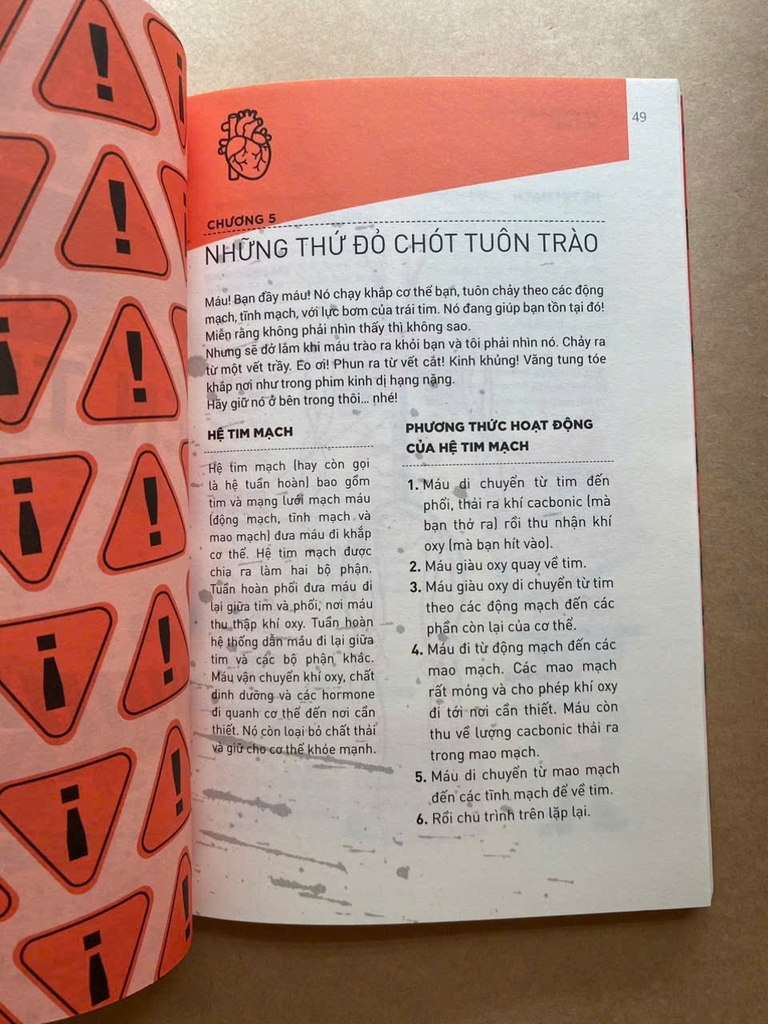 49
CHƯƠNG 5
NHỮNG THỨ ĐỎ CHÓT TUÔN TRÀO
Máu! Bạn đầy máu! Nó chạy khắp cơ thể bạn, tuôn chảy theo các động
mạch, tĩnh mạch, với lực bơm của trái tim. Nó đang giúp bạn tồn tại đó!
Miễn rằng không phải nhìn thấy thì không sao.
Nhưng sẽ dở lắm khi máu trào ra khỏi bạn và tôi phải nhìn nó. Chảy ra
từ một vết trầy. Eo ơi! Phun ra từ vết cắt! Kinh khủng! Văng tung tóe
khắp nơi như trong phim kinh dị hạng nặng.
Hãy giữ nó ở bên trong thôi... nhé!
HỆ TIM MẠCH
Hệ tim mạch (hay còn gọi
là hệ tuần hoàn) bao gồm
tim và mạng lưới mạch máu
(động mạch, tĩnh mạch và
mao mạch) đưa máu đi khắp
cơ thể. Hệ tim mạch được
chia ra làm hai bộ phận.
Tuần hoàn phổi đưa máu đi
lại giữa tim và phổi, nơi máu
thu thập khí oxy. Tuần hoàn
hệ thống dẫn máu đi lại giữa
tim và các bộ phận khác.
Máu vận chuyển khí oxy, chất
dinh dưỡng và các hormone
đi quanh cơ thể đến nơi cần
thiết. Nó còn loại bỏ chất thải
và giữ cho cơ thể khỏe mạnh.
PHƯƠNG THỨC HOẠT ĐỘNG
CỦA HỆ TIM MẠCH
1. Máu di chuyển từ tim đến
phổi, thải ra khí cacbonic (mà
bạn thở ra) rồi thu nhận khí
oxy (mà bạn hít vào).
2. Máu giàu oxy quay về tim.
3. Máu giàu oxy di chuyển từ tim
theo các động mạch đến các
phần còn lại của cơ thể.
4. Máu đi từ động mạch đến các
mao mạch. Các mao mạch
rất mỏng và cho phép khí oxy
đi tới nơi cần thiết. Máu còn
thu về lượng cacbonic thải ra
trong mao mạch.
5. Máu di chuyển từ mao mạch
đến các tĩnh mạch để về tim.
6. Rồi chu trình trên lặp lại.